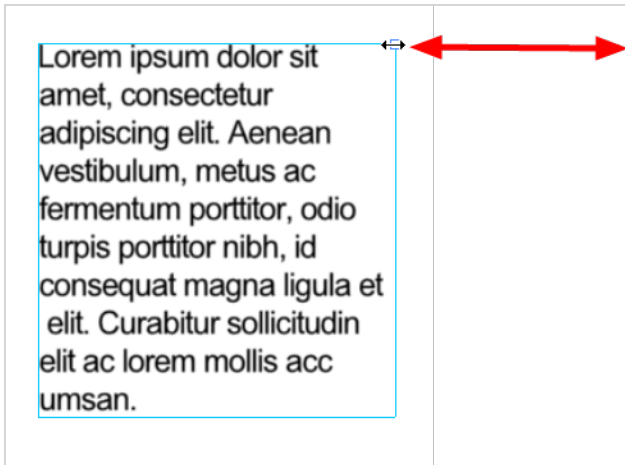 Lorem ipsum dolor sit
amet, consectetur
adipiscing elit. Aenean
vestibulum, metus ac
fermentum porttitor, odio
turpis porttitor nibh, id
consequat magna ligula et
elit. Curabitur sollicitudin
elit ac lorem mollis acc
umsan.